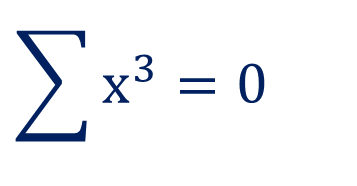 ∑ x³ = 0